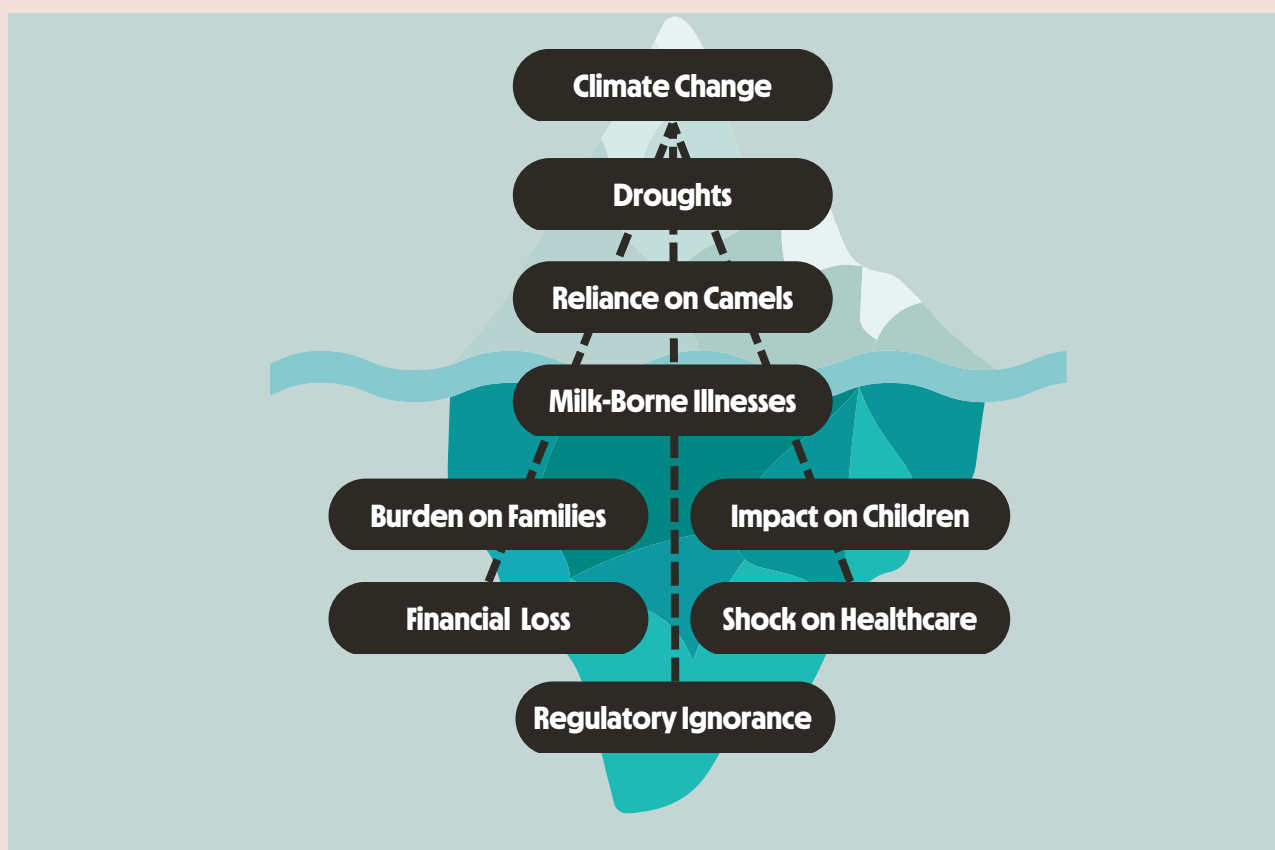 Climate Change
Droughts
Reliance on Camels
Milk-Borne Illnesses
Burden on Families
Impact on Children
Financial Loss
Shock on Healthcare
Regulatory Ignorance